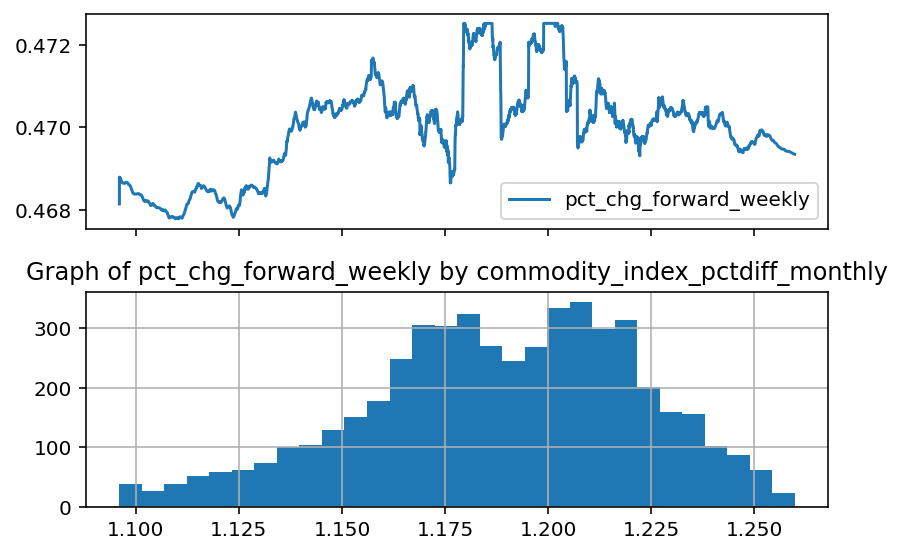 0.472
0.470
0.468
pct_chg_forward_weekly
Graph of pct_chg_forward_weekly by commodity_index_pctdiff_monthly
300
200
100
0
1.100 1.125 1.150 1.175 1.200 1.225 1.250